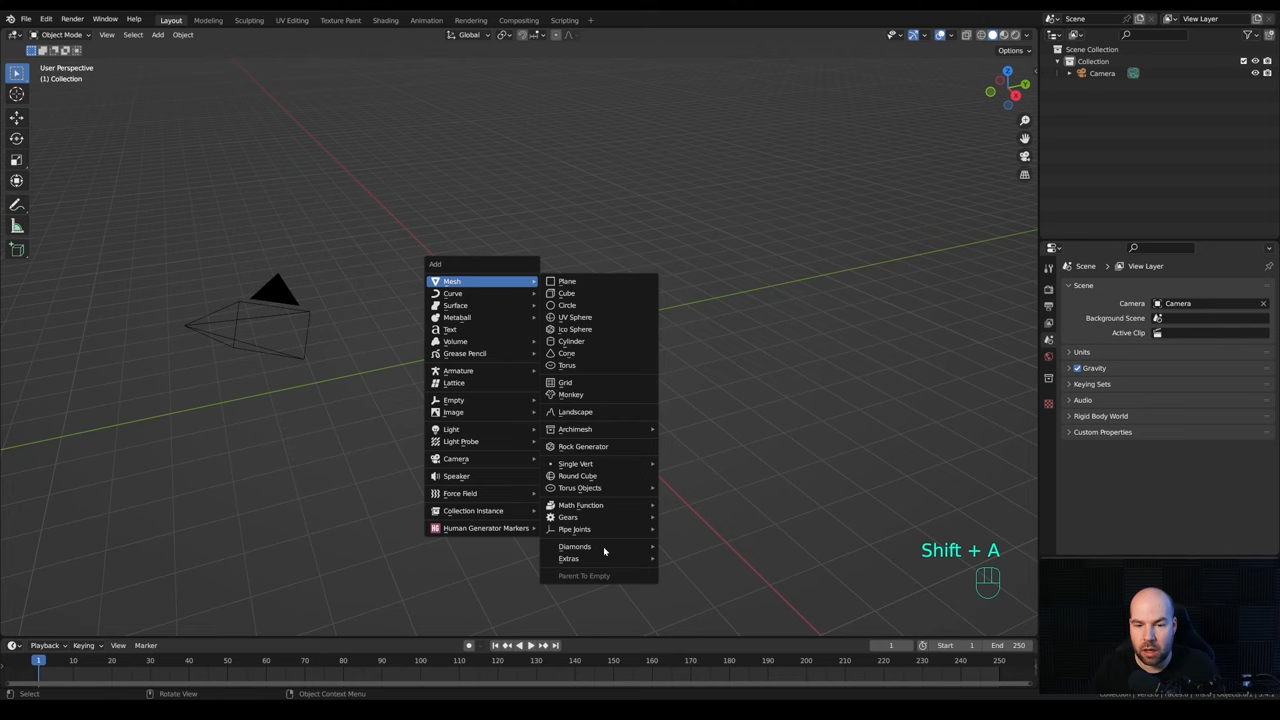 File Edit Render Window Help Layout Modeling Sculpting UV Editing Texture Paint Shading Animation Rendering Compositing Scripting + Scene View Layer
Object Mode View Select Add Object Global
Options
User Perspective
(1) Collection
Scene Collection
Collection
Camera
Z
Y
X
Add
Mesh
Curve
Surface
Metaball
Text
Volume
Grease Pencil
Armature
Lattice
Empty
Image
Light
Light Probe
Camera
Speaker
Force Field
Collection Instance
HG Human Generator Markers
Plane
Cube
Circle
UV Sphere
Ico Sphere
Cylinder
Cone
Torus
Grid
Monkey
Landscape
Archimesh
Rock Generator
Single Vert
Round Cube
Torus Objects
Math Function
Gears
Pipe Joints
Diamonds
Extras
Parent To Empty
Scene View Layer
Scene
Camera Camera
Background Scene
Active Clip
Units
Gravity
Keying Sets
Audio
Rigid Body World
Custom Properties
Shift + A
Playback Keying View Marker 1 Start 1 End 250
1 10 20 30 40 50 60 70 80 90 100 110 120 130 140 150 160 170 180 190 200 210 220 230 240 250
Select Rotate View Object Context Menu